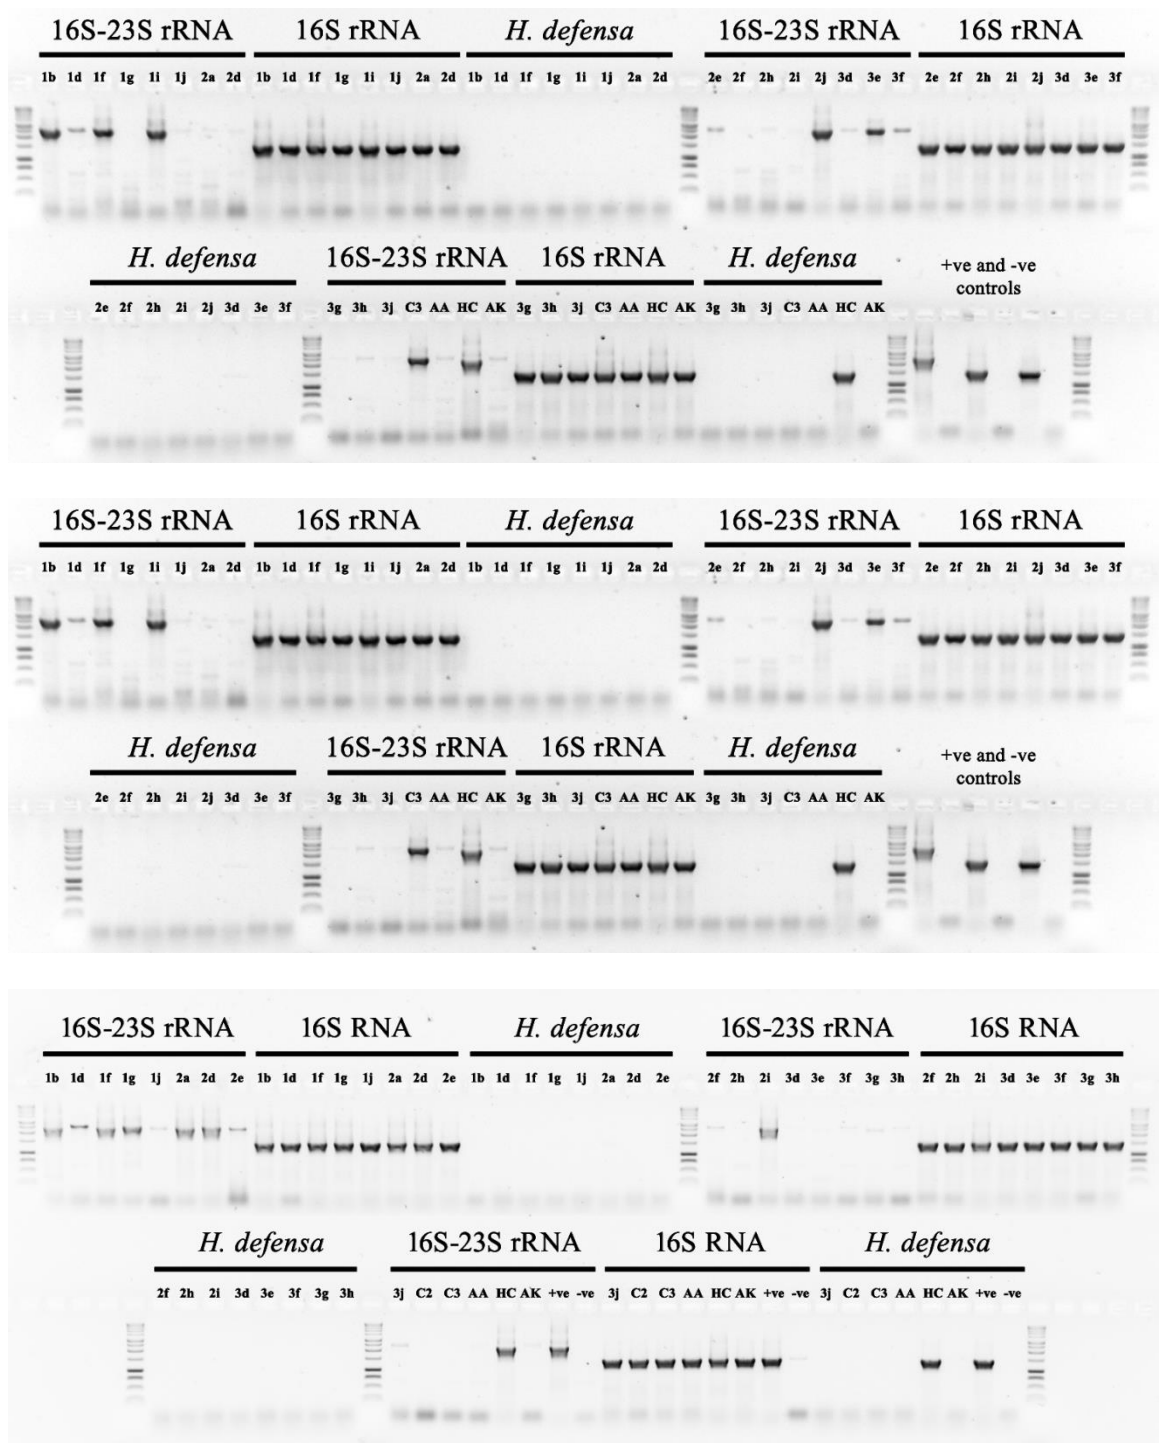 16S-23S rRNA 16S rRNA H. defensa 16S-23S rRNA 16S rRNA
1b 1d 1f 1g 1i 1j 2a 2d 1b 1d 1f 1g 1i 1j 2a 2d 1b 1d 1f 1g 1i 1j 2a 2d 2e 2f 2h 2i 2j 3d 3e 3f 2e 2f 2h 2i 2j 3d 3e 3f
H. defensa 16S-23S rRNA 16S rRNA H. defensa +ve and -ve
controls
2e 2f 2h 2i 2j 3d 3e 3f 3g 3h 3j C3 AA HC AK 3g 3h 3j C3 AA HC AK 3g 3h 3j C3 AA HC AK
16S-23S rRNA 16S rRNA H. defensa 16S-23S rRNA 16S rRNA
1b 1d 1f 1g 1i 1j 2a 2d 1b 1d 1f 1g 1i 1j 2a 2d 1b 1d 1f 1g 1i 1j 2a 2d 2e 2f 2h 2i 2j 3d 3e 3f 2e 2f 2h 2i 2j 3d 3e 3f
H. defensa 16S-23S rRNA 16S rRNA H. defensa +ve and -ve
controls
2e 2f 2h 2i 2j 3d 3e 3f 3g 3h 3j C3 AA HC AK 3g 3h 3j C3 AA HC AK 3g 3h 3j C3 AA HC AK
16S-23S rRNA 16S RNA H. defensa 16S-23S rRNA 16S RNA
1b 1d 1f 1g 1j 2a 2d 2e 1b 1d 1f 1g 1j 2a 2d 2e 1b 1d 1f 1g 1j 2a 2d 2e 2f 2h 2i 3d 3e 3f 3g 3h 2f 2h 2i 3d 3e 3f 3g 3h
H. defensa 16S-23S rRNA 16S RNA H. defensa
2f 2h 2i 3d 3e 3f 3g 3h 3j C2 C3 AA HC AK +ve -ve 3j C2 C3 AA HC AK +ve -ve 3j C2 C3 AA HC AK +ve -ve